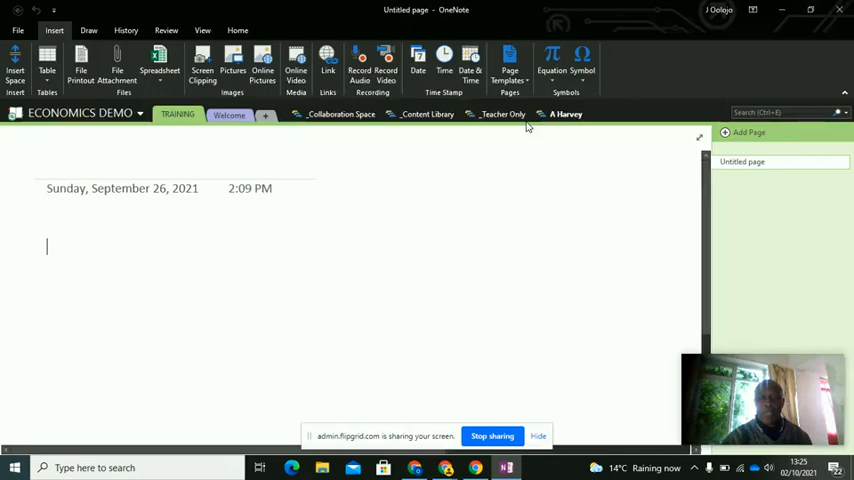 Untitled page - OneNote
J Oolojo
File Insert Draw History Review View Home
Insert Space
Table
File Printout
File Attachment
Spreadsheet
Screen Clipping
Pictures
Online Pictures
Online Video
Link
Record Audio
Record Video
Date
Time
Date & Time
Page Templates
Equation
Symbol
Tables
Files
Images
Media
Links
Recording
Time Stamp
Pages
Symbols
ECONOMICS DEMO
TRAINING
Welcome
+
_Collaboration Space
_Content Library
_Teacher Only
A Harvey
Search (Ctrl+E)
Add Page
Untitled page
Sunday, September 26, 2021 2:09 PM
admin.flipgrid.com is sharing your screen. Stop sharing Hide
Type here to search
14°C Raining now
13:25
02/10/2021
22